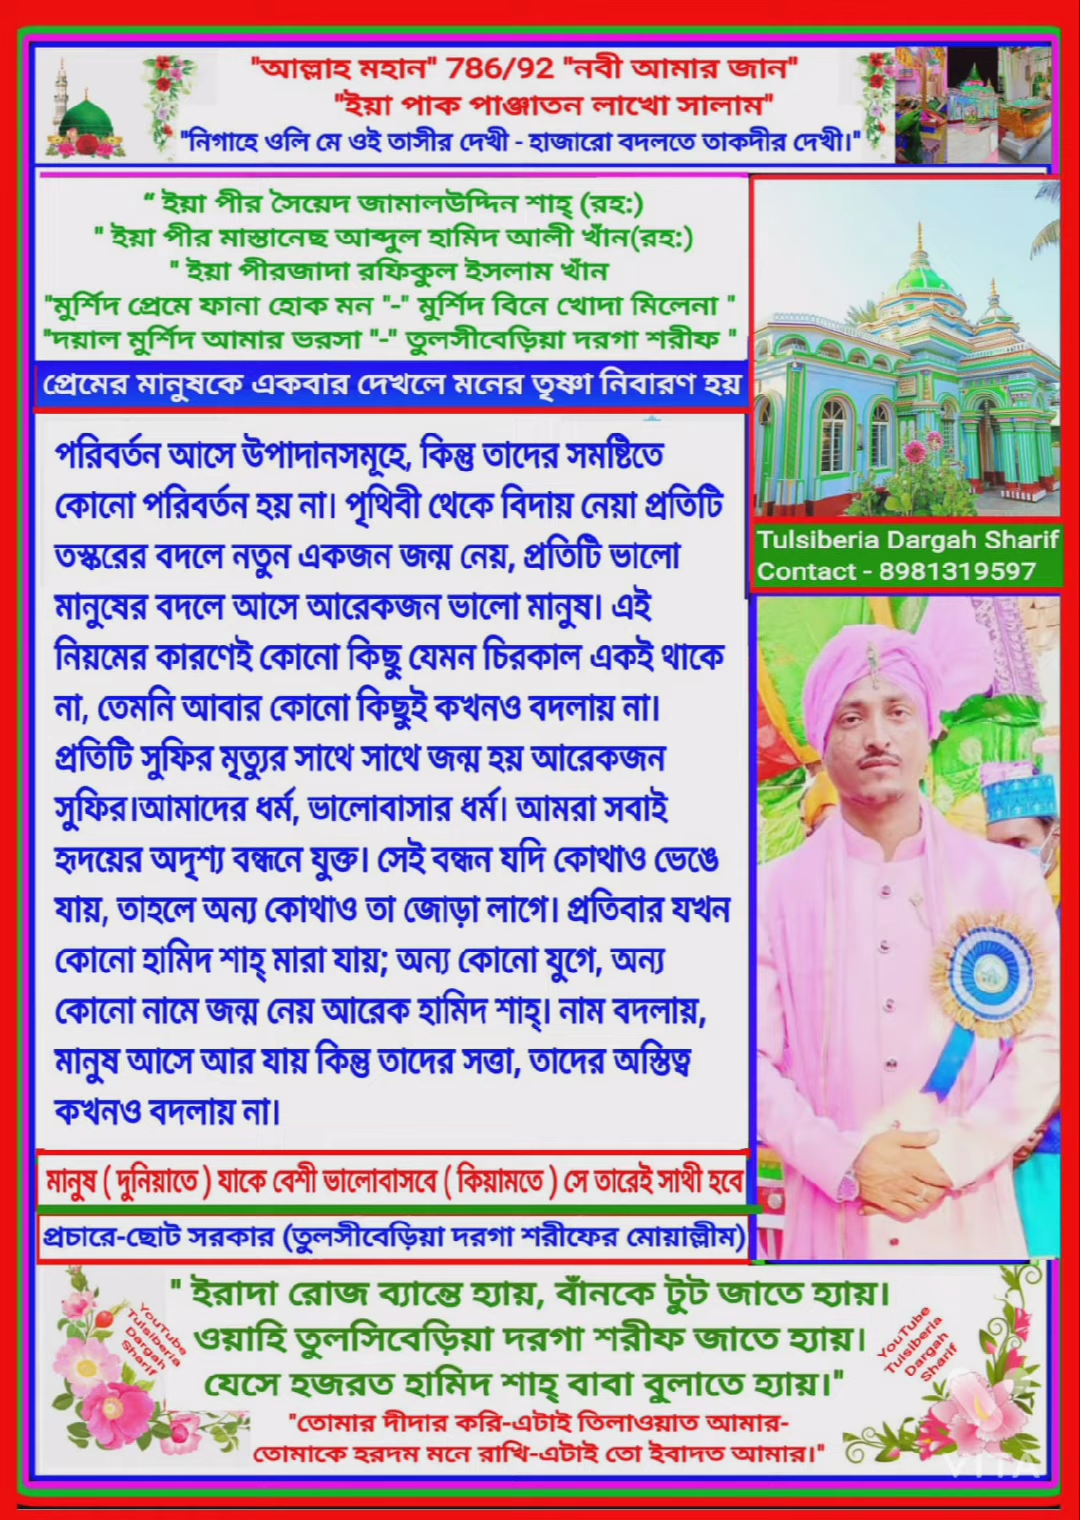 "আল্লাহ মহান" 786/92 "নবী আমার জান"
"ইয়া পাক পাঞ্জাতন লাখো সালাম"
"নিগাহে ওলি মে ওই তাসীর দেখী - হাজারো বদলতে তাকদীর দেখী।"
" ইয়া পীর সৈয়েদ জামালউদ্দিন শাহ্ (রহ:)
" ইয়া পীর মাস্তানেছ আব্দুল হামিদ আলী খাঁন(রহ:)
" ইয়া পীরজাদা রফিকুল ইসলাম খাঁন
"মুর্শিদ প্রেমে ফানা হোক মন "-" মুর্শিদ বিনে খোদা মিলেনা "
"দয়াল মুর্শিদ আমার ভরসা "-" তুলসীবেড়িয়া দরগা শরীফ "
প্রেমের মানুষকে একবার দেখলে মনের তৃষ্ণা নিবারণ হয়
পরিবর্তন আসে উপাদানসমূহে, কিন্তু তাদের সমষ্টিতে
কোনো পরিবর্তন হয় না। পৃথিবী থেকে বিদায় নেয়া প্রতিটি
তস্করের বদলে নতুন একজন জন্ম নেয়, প্রতিটি ভালো
মানুষের বদলে আসে আরেকজন ভালো মানুষ। এই
নিয়মের কারণেই কোনো কিছু যেমন চিরকাল একই থাকে
না, তেমনি আবার কোনো কিছুই কখনও বদলায় না।
প্রতিটি সুফির মৃত্যুর সাথে সাথে জন্ম হয় আরেকজন
সুফির।আমাদের ধর্ম, ভালোবাসার ধর্ম। আমরা সবাই
হৃদয়ের অদৃশ্য বন্ধনে যুক্ত। সেই বন্ধন যদি কোথাও ভেঙে
যায়, তাহলে অন্য কোথাও তা জোড়া লাগে। প্রতিবার যখন
কোনো হামিদ শাহ্ মারা যায়; অন্য কোনো যুগে, অন্য
কোনো নামে জন্ম নেয় আরেক হামিদ শাহ্। নাম বদলায়,
মানুষ আসে আর যায় কিন্তু তাদের সত্তা, তাদের অস্তিত্ব
কখনও বদলায় না।
মানুষ ( দুনিয়াতে ) যাকে বেশী ভালোবাসবে ( কিয়ামতে ) সে তারেই সাথী হবে
প্রচারে-ছোট সরকার (তুলসীবেড়িয়া দরগা শরীফের মোয়াল্লীম)
Tulsiberia Dargah Sharif
Contact - 8981319597
" ইরাদা রোজ ব্যান্তে হ্যায়, বাঁনকে টুট জাতে হ্যায়।
ওয়াহি তুলসিবেড়িয়া দরগা শরীফ জাতে হ্যায়।
যেসে হজরত হামিদ শাহ্ বাবা বুলাতে হ্যায়।"
"তোমার দীদার করি-এটাই তিলাওয়াত আমার-
তোমাকে হরদম মনে রাখি-এটাই তো ইবাদত আমার।"
YouTube
Tulsiberia
Dargah
Sharif
YouTube
Tulsiberia
Dargah
Sharif
VITA